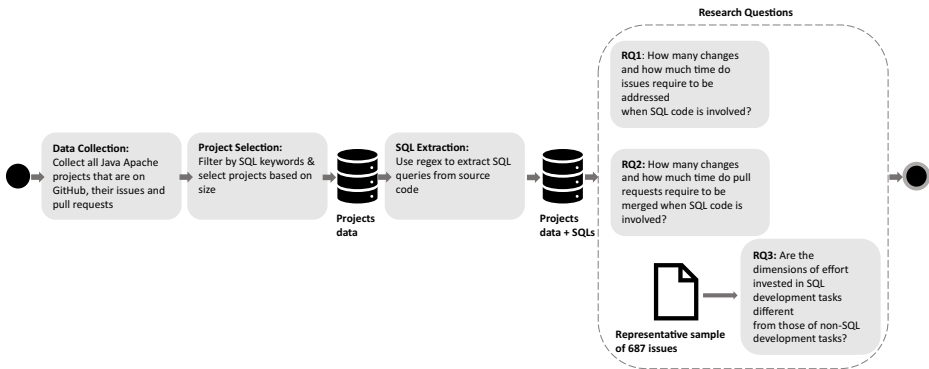 Research Questions
Data Collection:
Collect all Java Apache
projects that are on
GitHub, their issues and
pull requests
Project Selection:
Filter by SQL keywords &
select projects based on
size
Projects
data
SQL Extraction:
Use regex to extract SQL
queries from source
code
Projects
data + SQLs
RQ1: How many changes
and how much time do
issues require to be
addressed
when SQL code is involved?
RQ2: How many changes
and how much time do pull
requests require to be
merged when SQL code is
involved?
Representative sample
of 687 issues
RQ3: Are the
dimensions of effort
invested in SQL
development tasks
different
from those of non-SQL
development tasks?